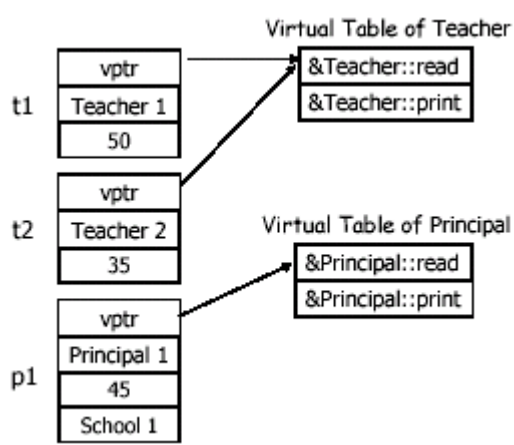 Virtual Table of Teacher
vptr
&Teacher::read
t1
Teacher 1
&Teacher::print
50
vptr
t2
Teacher 2
Virtual Table of Principal
35
&Principal::read
&Principal::print
vptr
Principal 1
p1
45
School 1